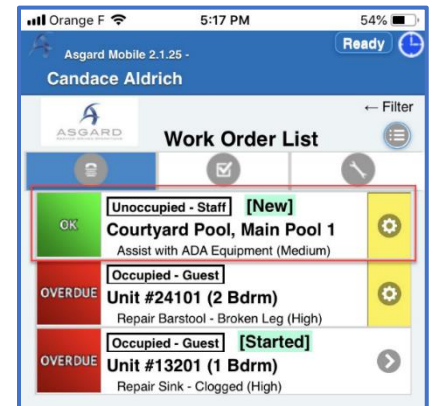 Orange F 5:17 PM 54%
Asgard Mobile 2.1.25 - Ready
Candace Aldrich
← Filter
ASGARD
Work Order List
Unoccupied - Staff [New]
OK Courtyard Pool, Main Pool 1
Assist with ADA Equipment (Medium)
Occupied - Guest
OVERDUE Unit #24101 (2 Bdrm)
Repair Barstool - Broken Leg (High)
Occupied - Guest [Started]
OVERDUE Unit #13201 (1 Bdrm)
Repair Sink - Clogged (High)